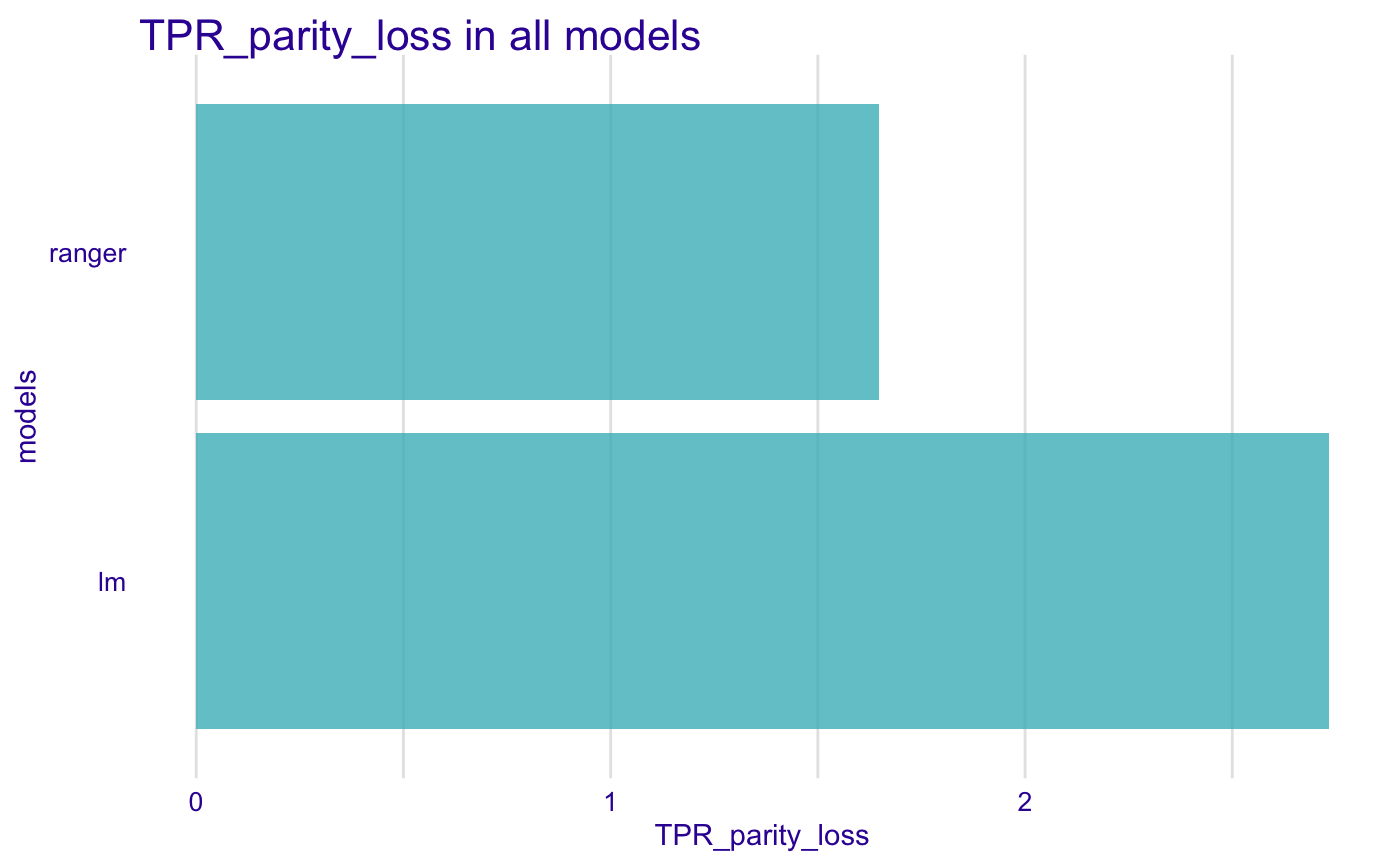 TPR_parity_loss in all models
ranger
models
lm
0 1 2
TPR_parity_loss